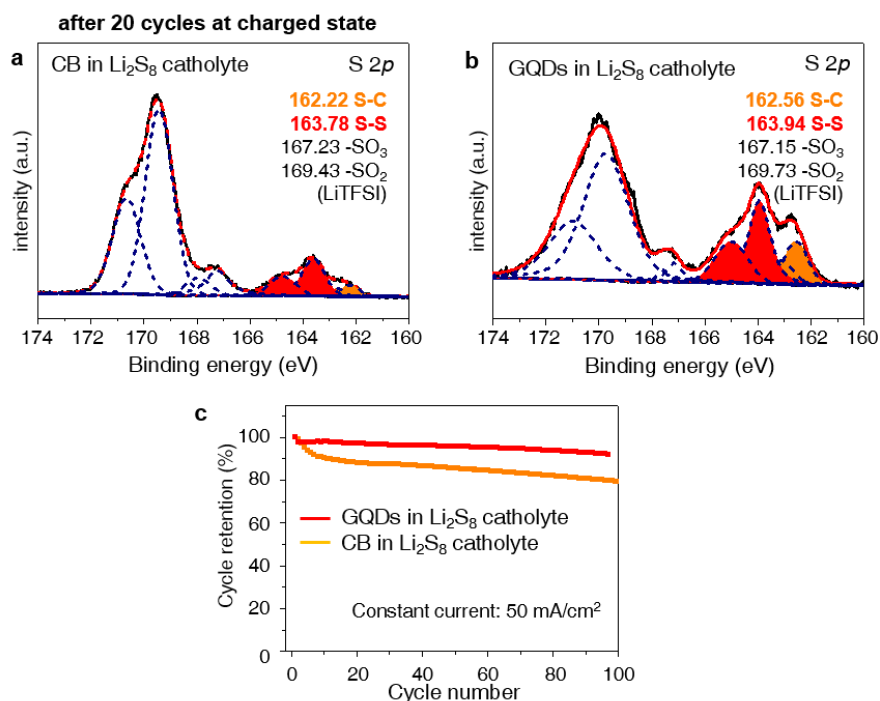 after 20 cycles at charged state
a
CB in Li₂S₈ catholyte
S 2p
162.22 S-C
163.78 S-S
167.23 -SO₃
169.43 -SO₂
(LiTFSI)
intensity (a.u.)
174 172 170 168 166 164 162 160
Binding energy (eV)
b
GQDs in Li₂S₈ catholyte
S 2p
162.56 S-C
163.94 S-S
167.15 -SO₃
169.73 -SO₂
(LiTFSI)
intensity (a.u.)
174 172 170 168 166 164 162 160
Binding energy (eV)
c
Cycle retention (%)
100
80
60
40
20
0
GQDs in Li₂S₈ catholyte
CB in Li₂S₈ catholyte
Constant current: 50 mA/cm²
0 20 40 60 80 100
Cycle number